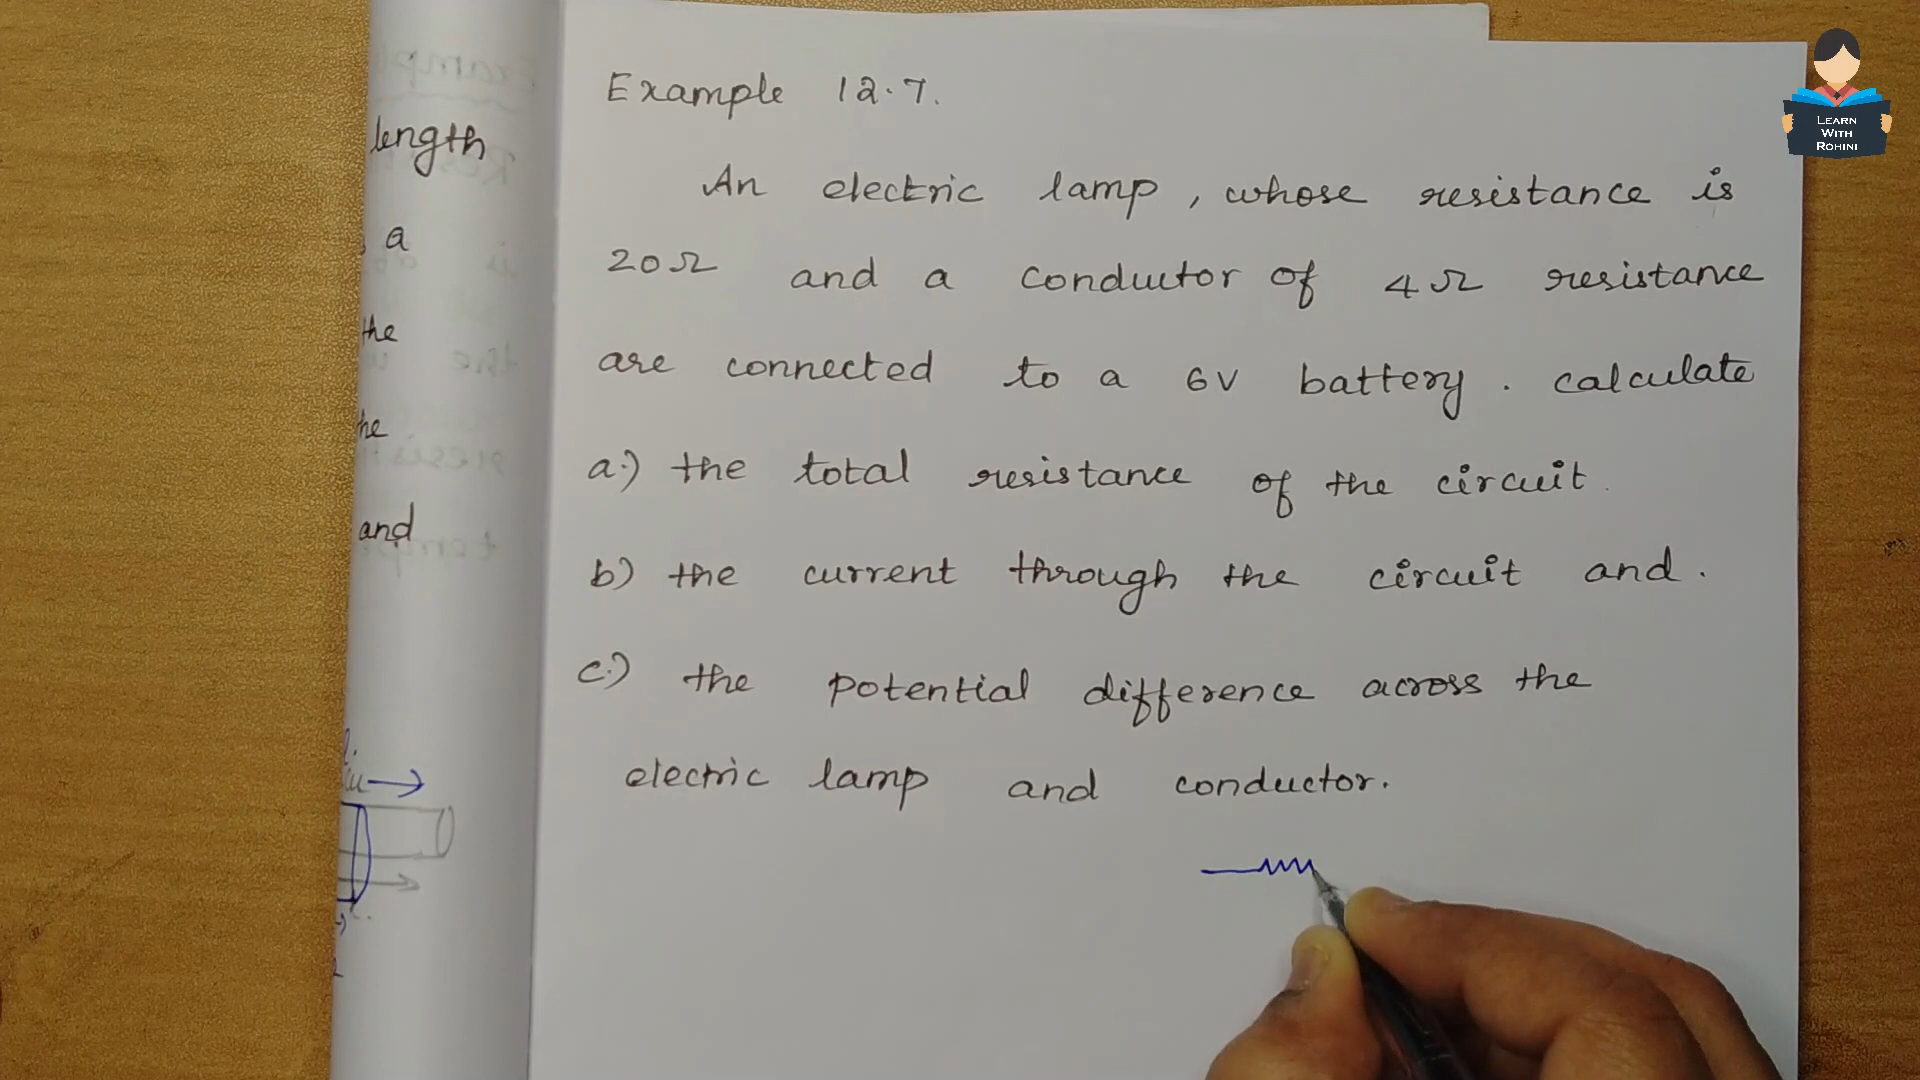 length
a
the
the
and
Example 12.7.
An electric lamp, whose resistance is
20Ω and a conductor of 4Ω resistance
are connected to a 6V battery. calculate
a.) the total resistance of the circuit.
b) the current through the circuit and.
c.) the potential difference across the
electric lamp and conductor.
LEARN
WITH
ROHINI